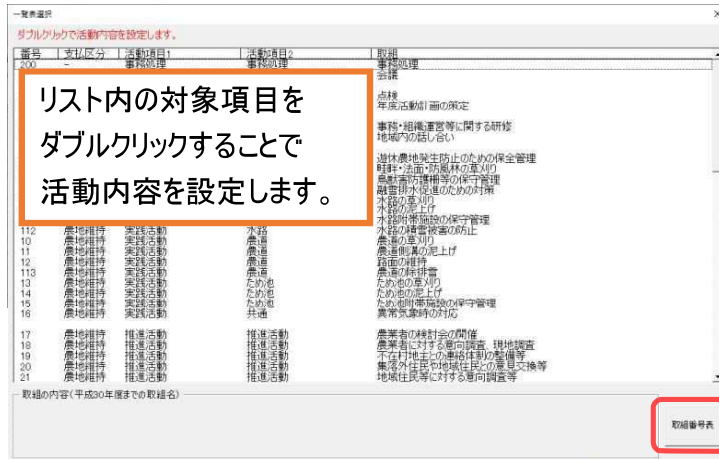 一覧表選択
ダブルクリックで活動内容を設定します。
番号 支払区分 活動項目1 活動項目2 取組
200 - 事務処理 事務処理 事務処理
会議
点検
年度活動計画の策定
事務・組織運営等に関する研修
地域内の話し合い
遊休農地発生防止のための保全管理
畦畔・法面・防風林の草刈り
鳥獣害防護柵等の保守管理
融雪排水促進のための対策
水路の草刈り
水路の泥上げ
水路附帯施設の保守管理
リスト内の対象項目を
ダブルクリックすることで
活動内容を設定します。
112 農地維持 実践活動 水路 水路の積雪被害の防止
10 農地維持 実践活動 農道 農道の草刈り
11 農地維持 実践活動 農道 農道側溝の泥上げ
12 農地維持 実践活動 農道 路面の維持
113 農地維持 実践活動 農道 農道の除排雪
13 農地維持 実践活動 ため池 ため池の草刈り
14 農地維持 実践活動 ため池 ため池の泥上げ
15 農地維持 実践活動 ため池 ため池附帯施設の保守管理
16 農地維持 実践活動 共通 異常気象時の対応
17 農地維持 推進活動 推進活動 農業者の検討会の開催
18 農地維持 推進活動 推進活動 農業者に対する意向調査、現地調査
19 農地維持 推進活動 推進活動 不在村地主との連絡体制の整備等
20 農地維持 推進活動 推進活動 集落外住民や地域住民との意見交換等
21 農地維持 推進活動 推進活動 地域住民等に対する意向調査等
取組の内容(平成30年度までの取組名)
取組番号表